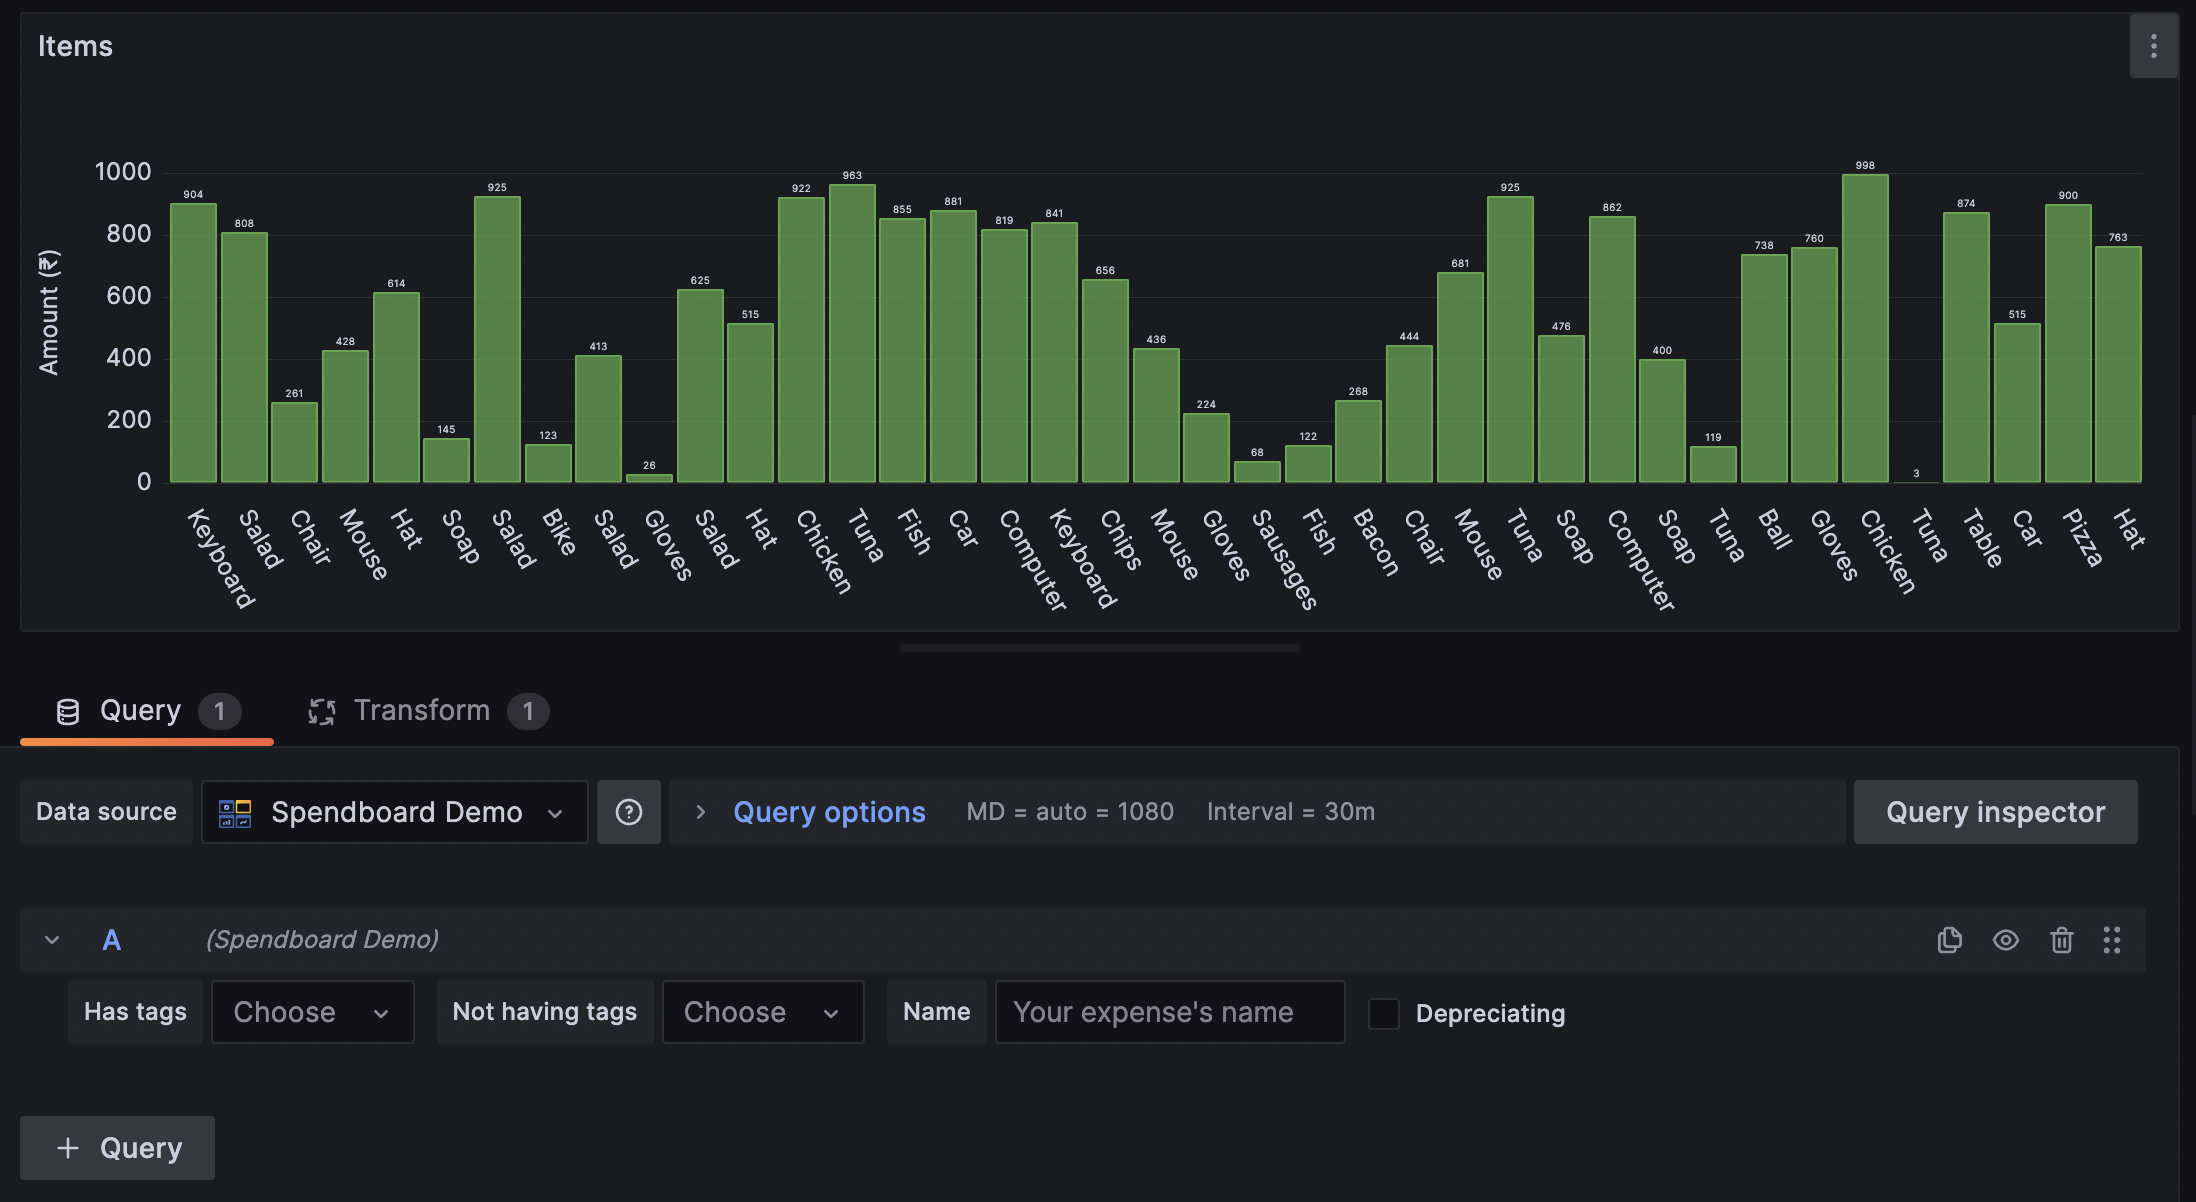 Items
Amount (₹)
1000
800
600
400
200
0
904
808
261
428
614
145
925
123
413
26
625
515
922
963
855
881
819
841
656
436
224
68
122
268
444
681
925
476
862
400
119
738
760
998
3
874
515
900
763
Keyboard
Salad
Chair
Mouse
Hat
Soap
Salad
Bike
Salad
Gloves
Salad
Hat
Chicken
Tuna
Fish
Car
Computer
Keyboard
Chips
Mouse
Gloves
Sausages
Fish
Bacon
Chair
Mouse
Tuna
Soap
Computer
Soap
Tuna
Ball
Gloves
Chicken
Tuna
Table
Car
Pizza
Hat
Query 1 Transform 1
Data source Spendboard Demo Query options MD = auto = 1080 Interval = 30m Query inspector
A (Spendboard Demo)
Has tags Choose Not having tags Choose Name Your expense's name Depreciating
+ Query